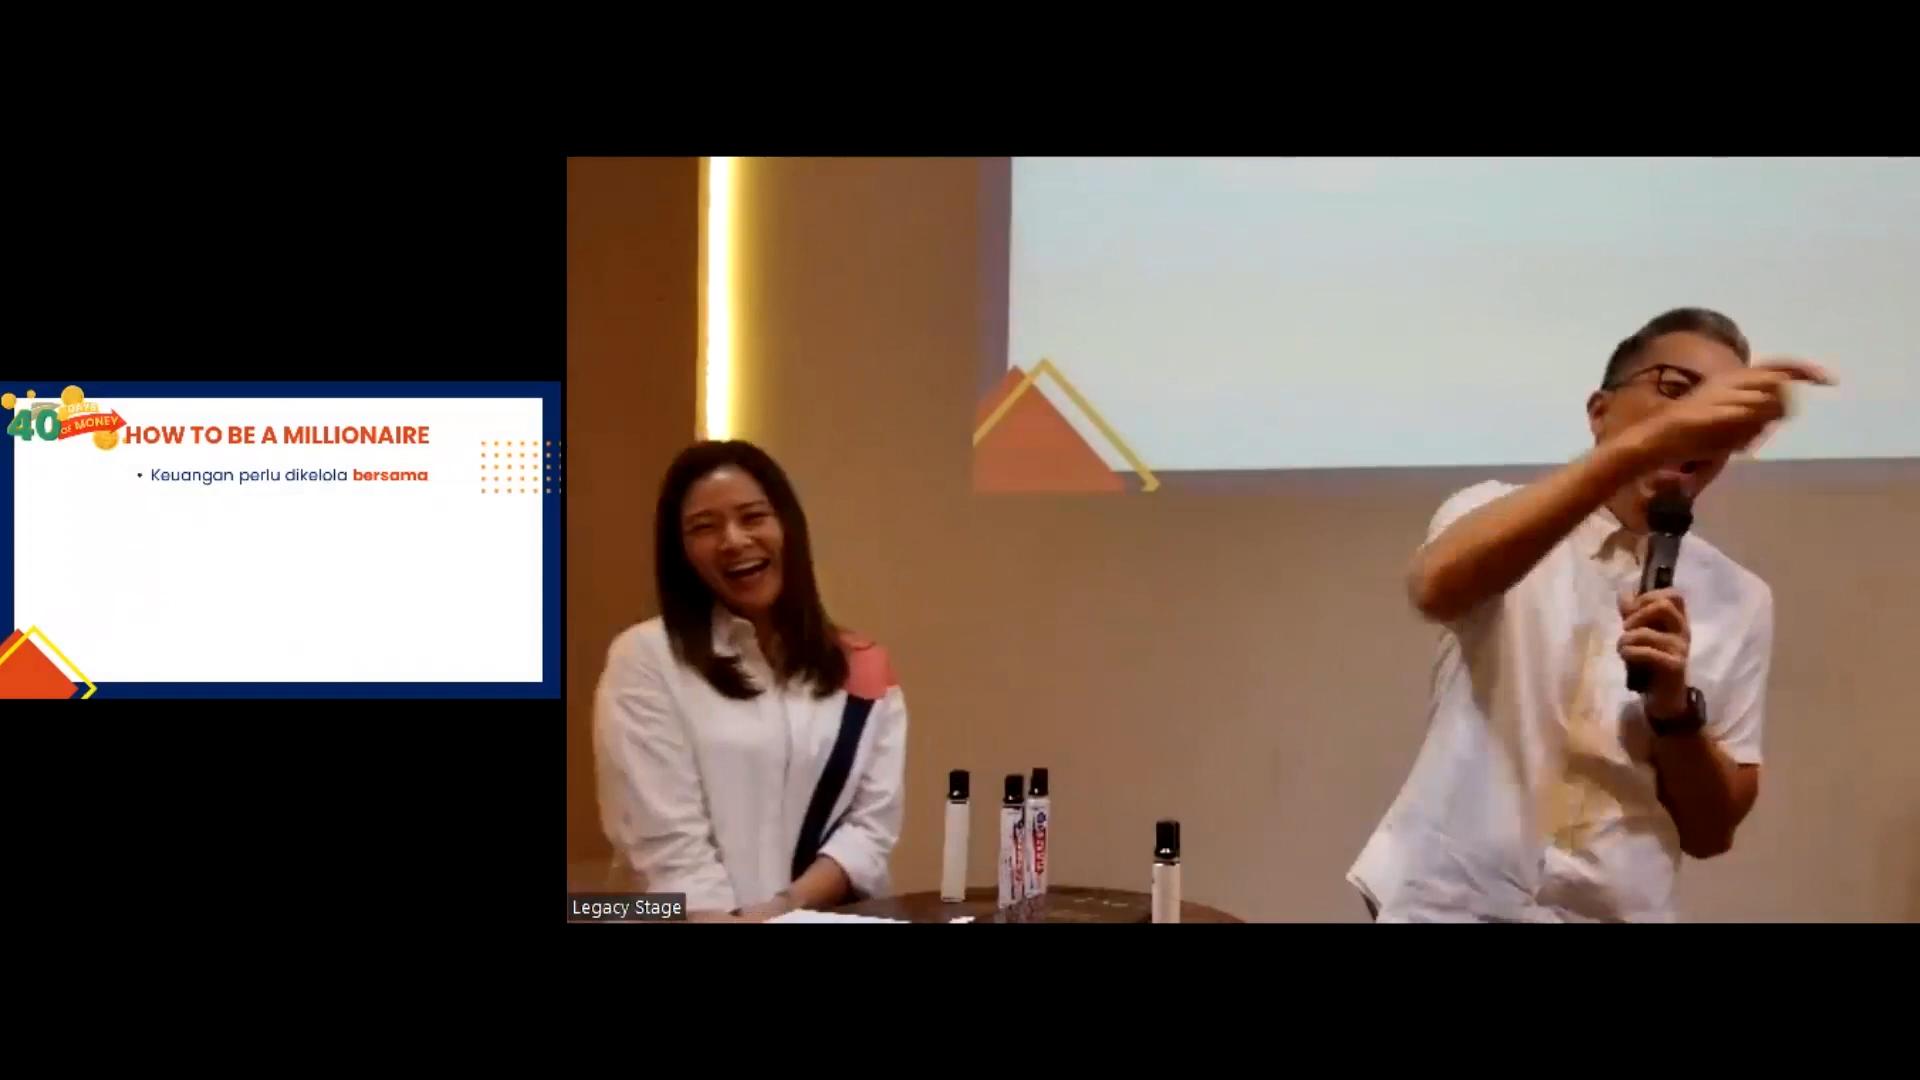 40 DAYS
OF MONEY
HOW TO BE A MILLIONAIRE
• Keuangan perlu dikelola bersama
Legacy Stage